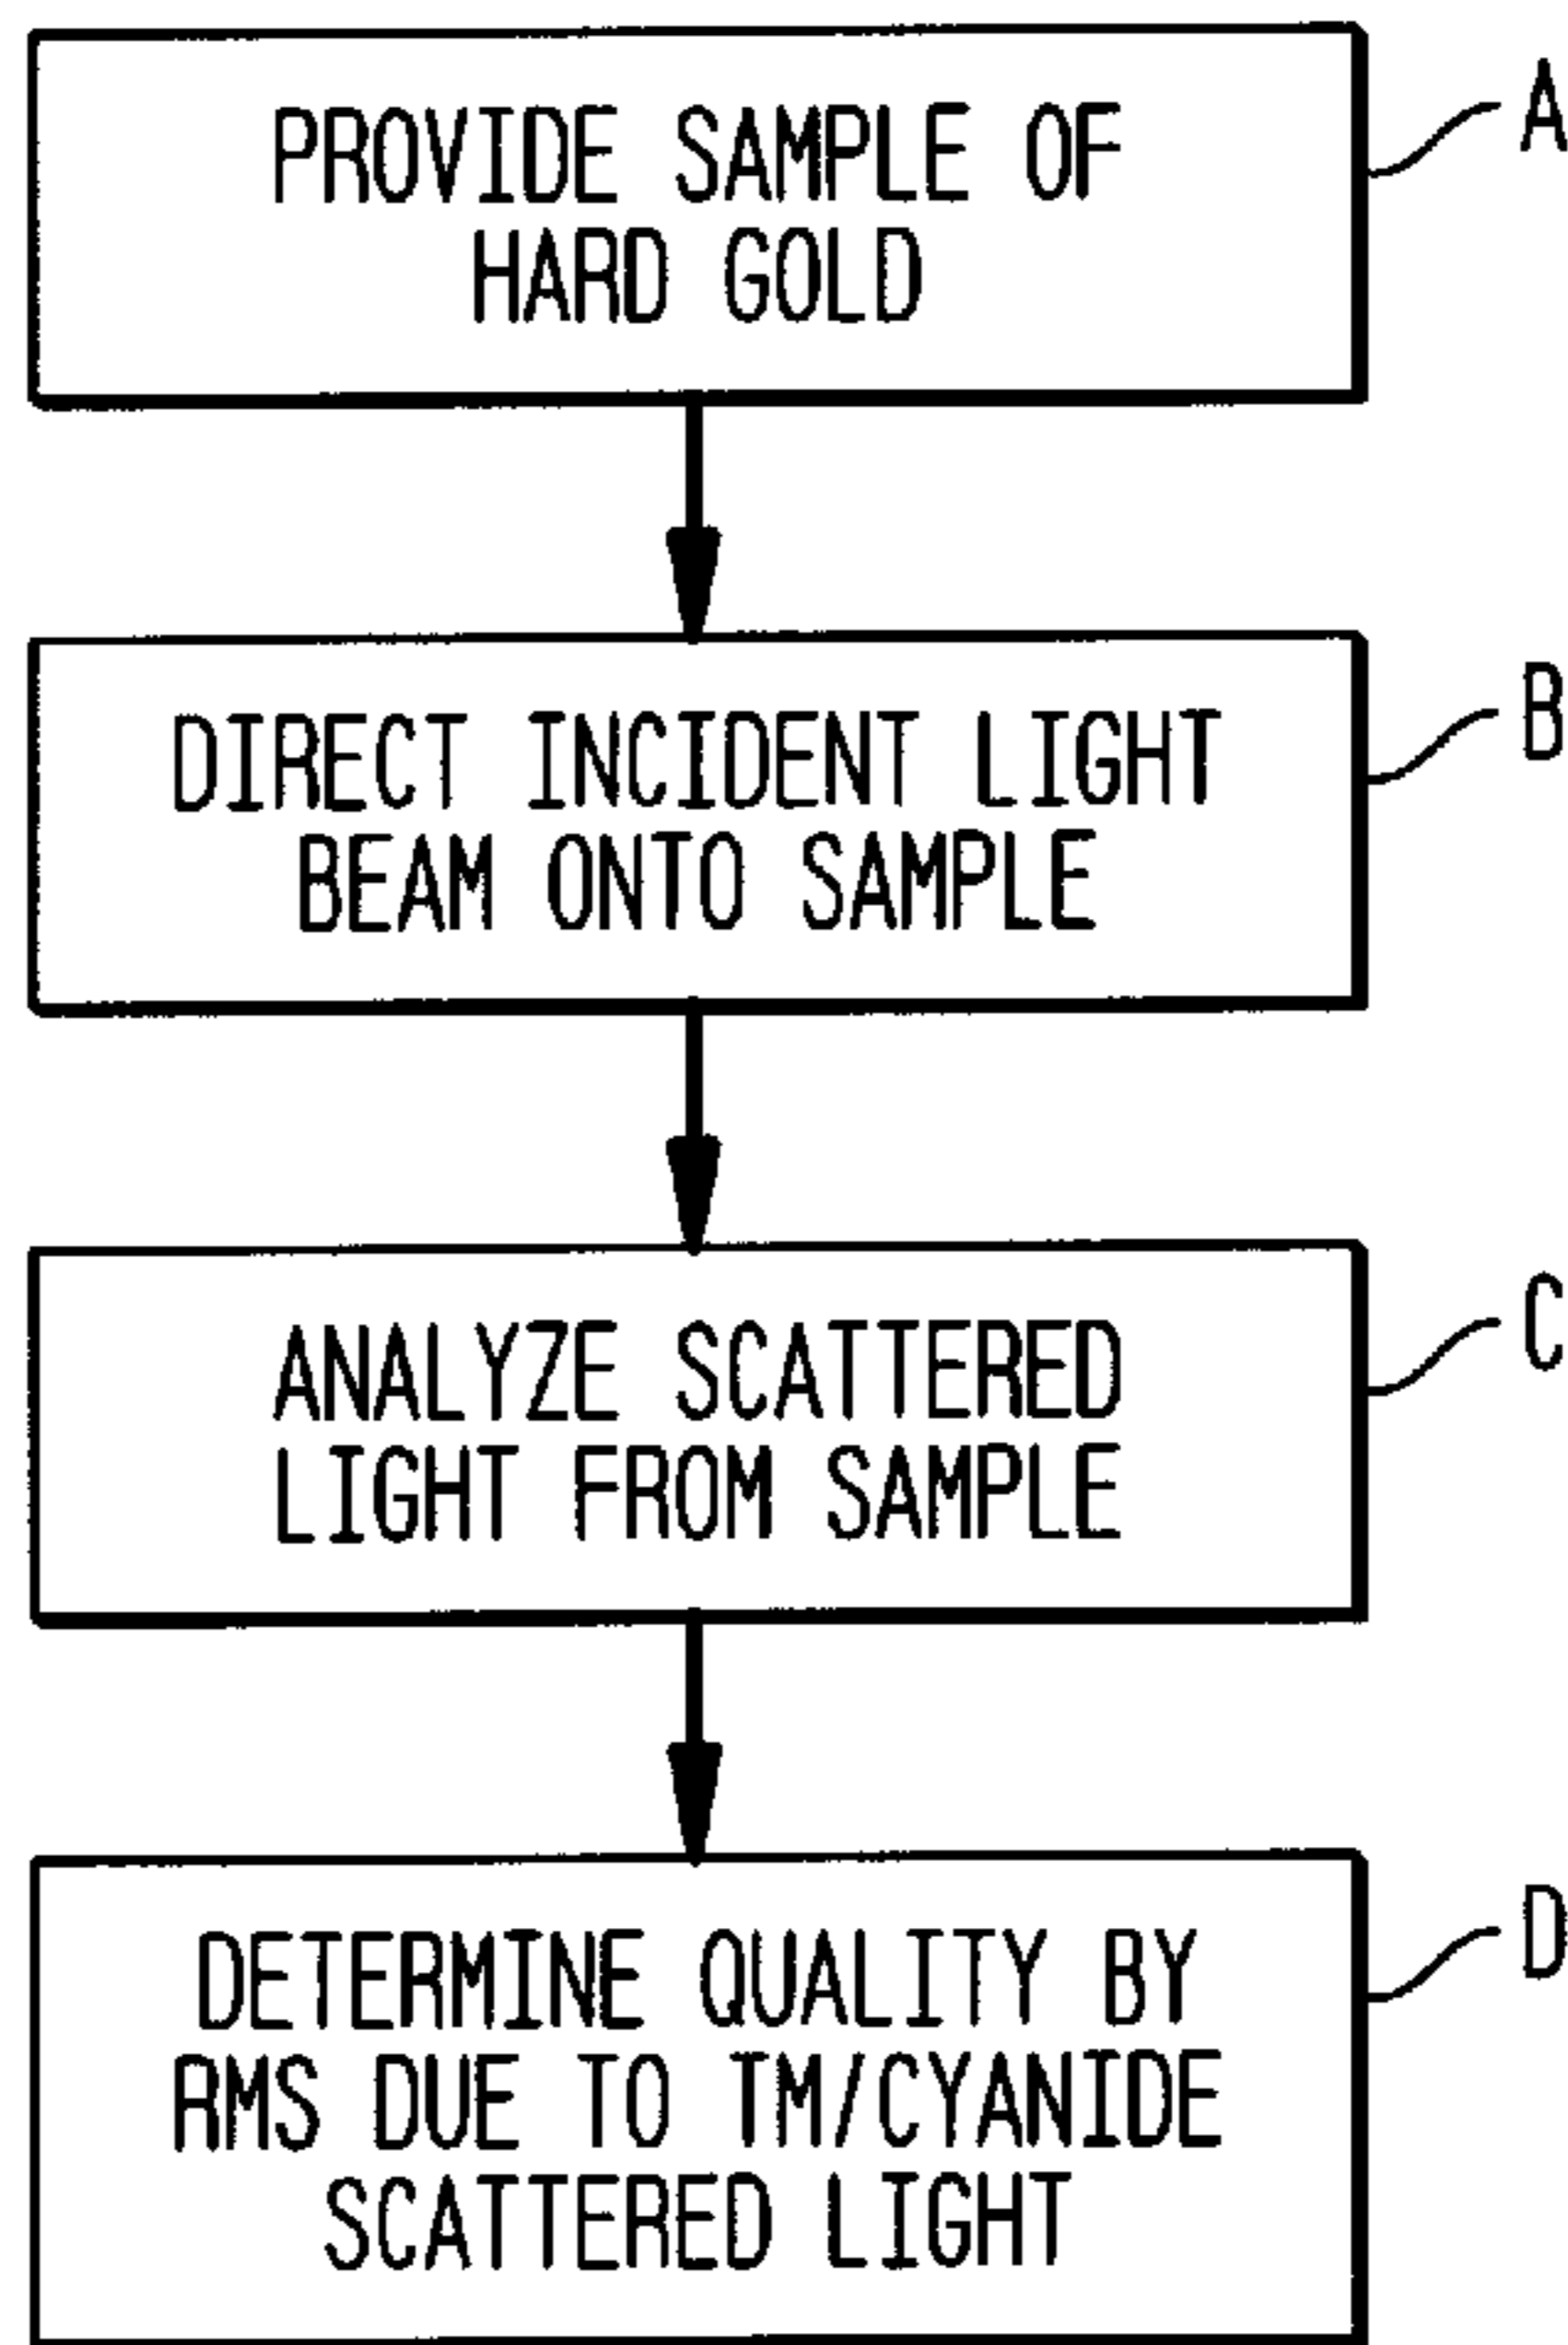 PROVIDE SAMPLE OF
HARD GOLD
A
DIRECT INCIDENT LIGHT
BEAM ONTO SAMPLE
B
ANALYZE SCATTERED
LIGHT FROM SAMPLE
C
DETERMINE QUALITY BY
RMS DUE TO TM/CYANIDE
SCATTERED LIGHT
D